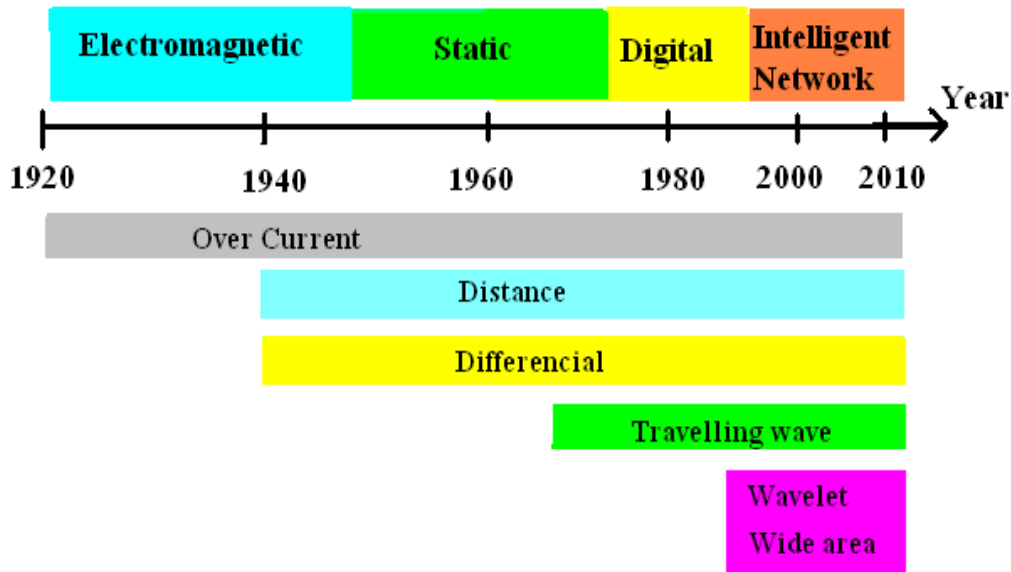 Electromagnetic
Static
Digital
Intelligent
Network
Year
1920
1940
1960
1980
2000
2010
Over Current
Distance
Differencial
Travelling wave
Wavelet
Wide area